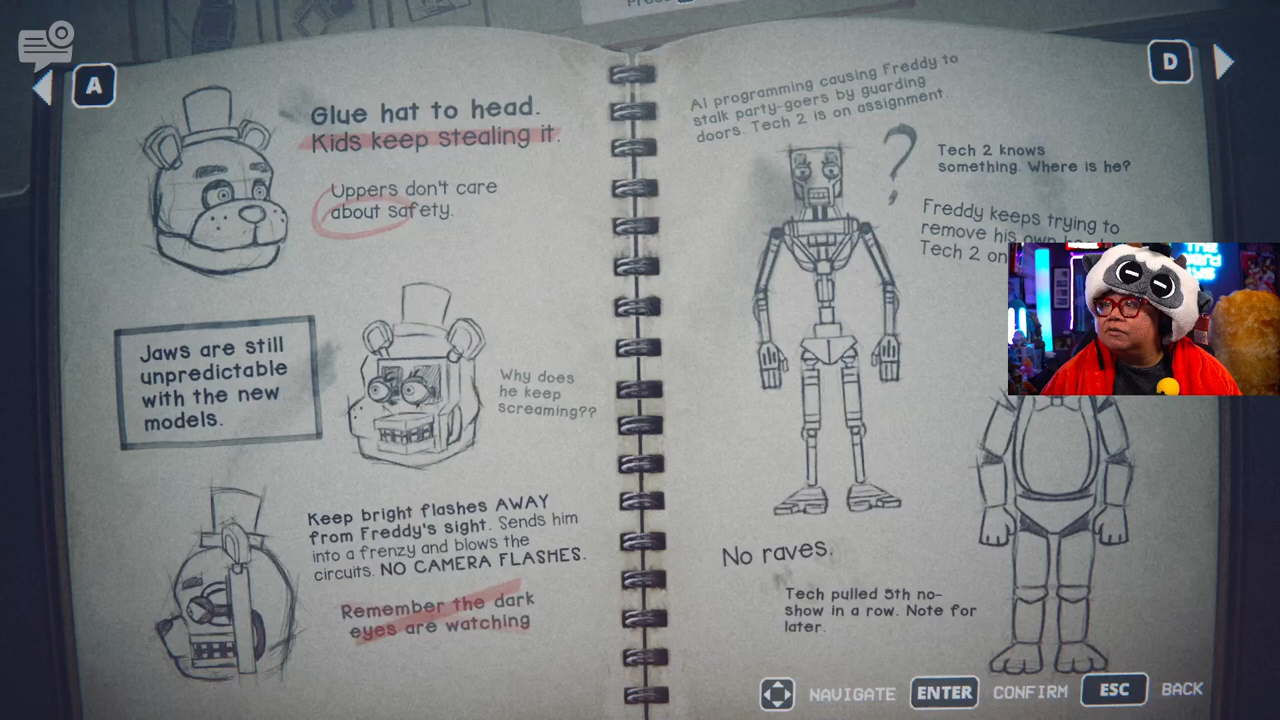 A
D
Glue hat to head.
Kids keep stealing it.
Uppers don't care
about safety.
Jaws are still
unpredictable
with the new
models.
Why does
he keep
screaming??
Keep bright flashes AWAY
from Freddy's sight. Sends him
into a frenzy and blows the
circuits. NO CAMERA FLASHES.
Remember the dark
eyes are watching
AI programming causing Freddy to
stalk party-goers by guarding
doors. Tech 2 is on assignment.
?
Tech 2 knows
something. Where is he?
Freddy keeps trying to
remove his own
Tech 2 on
No raves.
Tech pulled 5th no-
show in a row. Note for
later.
NAVIGATE ENTER CONFIRM ESC BACK